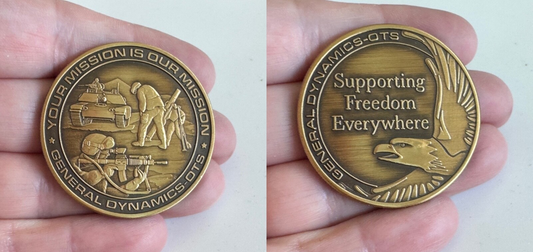 YOUR MISSION IS OUR MISSION
★ GENERAL DYNAMICS-OTS ★
GENERAL DYNAMICS-OTS
Supporting
Freedom
Everywhere